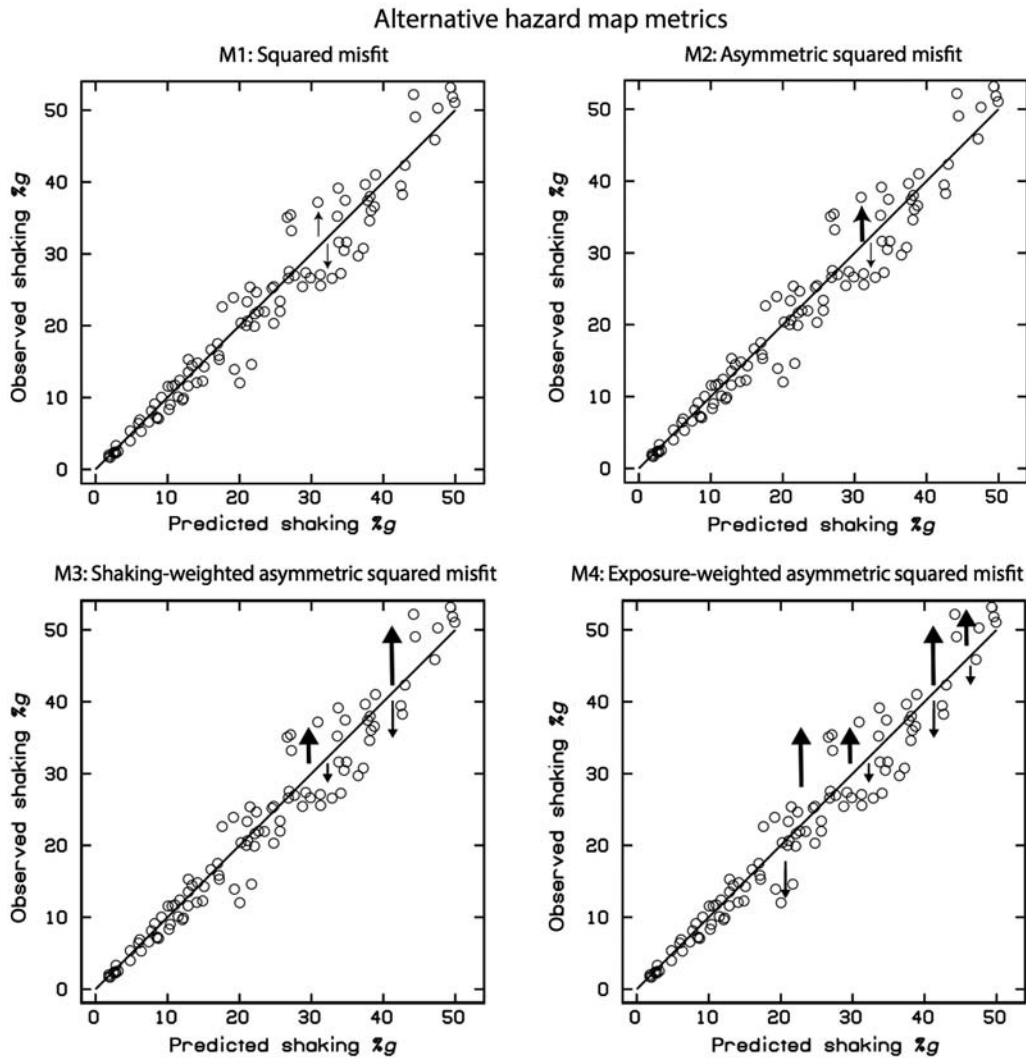 Alternative hazard map metrics
M1: Squared misfit
M2: Asymmetric squared misfit
50
40
30
20
10
0
Observed shaking %g
0 10 20 30 40 50
Predicted shaking %g
50
40
30
20
10
0
Observed shaking %g
0 10 20 30 40 50
Predicted shaking %g
M3: Shaking-weighted asymmetric squared misfit
M4: Exposure-weighted asymmetric squared misfit
50
40
30
20
10
0
Observed shaking %g
0 10 20 30 40 50
Predicted shaking %g
50
40
30
20
10
0
Observed shaking %g
0 10 20 30 40 50
Predicted shaking %g